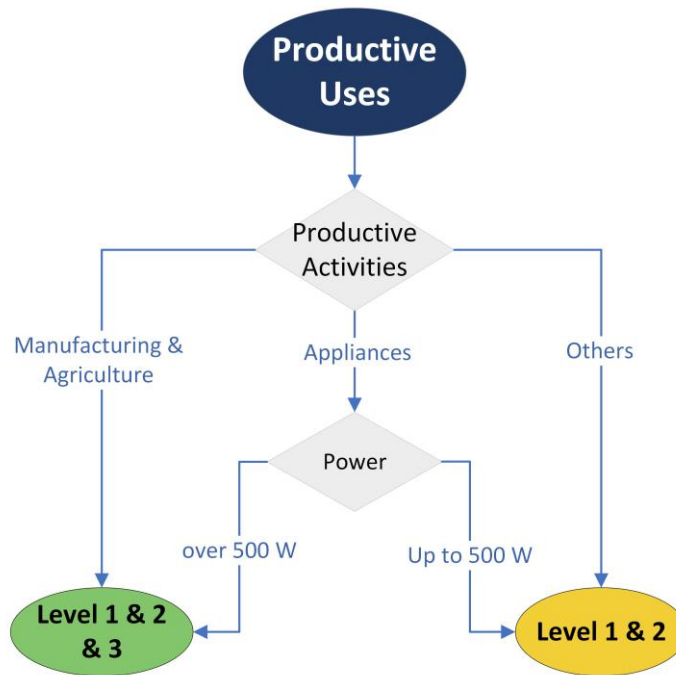 Productive
Uses
Productive
Activities
Manufacturing &
Agriculture
Appliances
Others
Power
over 500 W
Up to 500 W
Level 1 & 2
& 3
Level 1 & 2